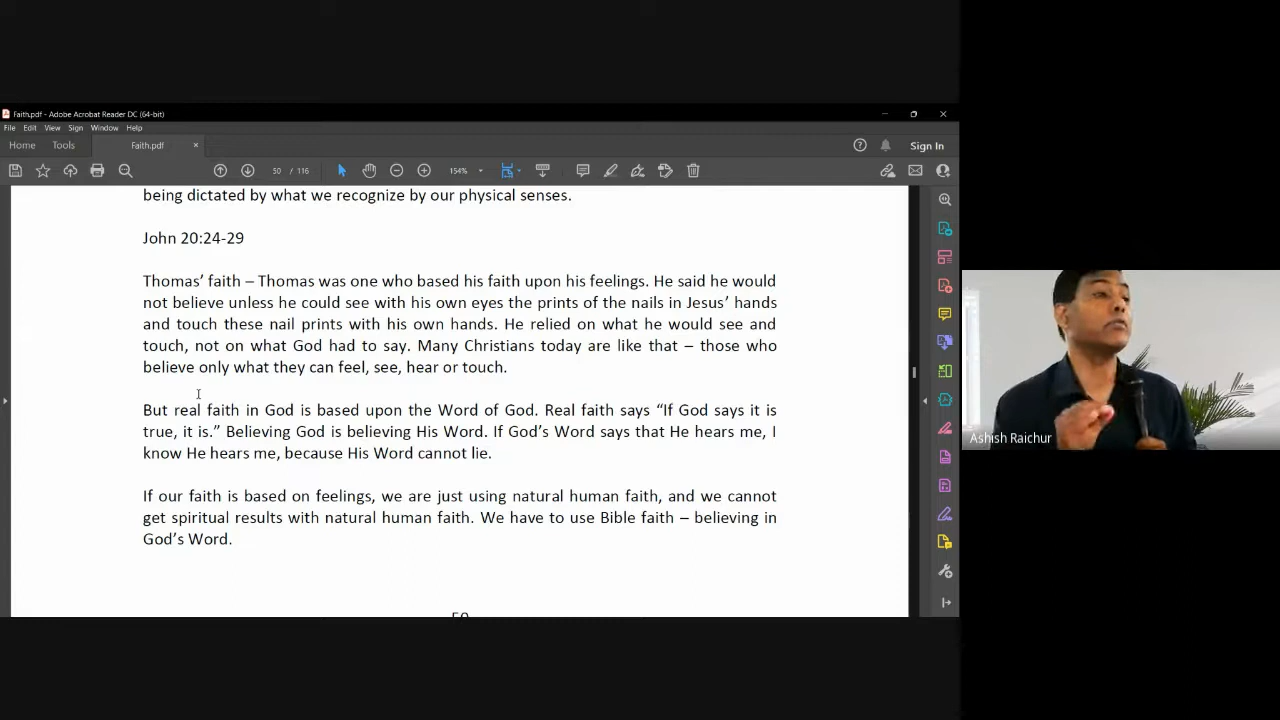 Faith.pdf - Adobe Acrobat Reader DC (64-bit)
File Edit View Sign Window Help
Home Tools Faith.pdf × Sign In
50 / 116 154%
being dictated by what we recognize by our physical senses.
John 20:24-29
Thomas’ faith – Thomas was one who based his faith upon his feelings. He said he would
not believe unless he could see with his own eyes the prints of the nails in Jesus’ hands
and touch these nail prints with his own hands. He relied on what he would see and
touch, not on what God had to say. Many Christians today are like that – those who
believe only what they can feel, see, hear or touch.
But real faith in God is based upon the Word of God. Real faith says “If God says it is
true, it is.” Believing God is believing His Word. If God’s Word says that He hears me, I
know He hears me, because His Word cannot lie.
If our faith is based on feelings, we are just using natural human faith, and we cannot
get spiritual results with natural human faith. We have to use Bible faith – believing in
God’s Word.
50
Ashish Raichur